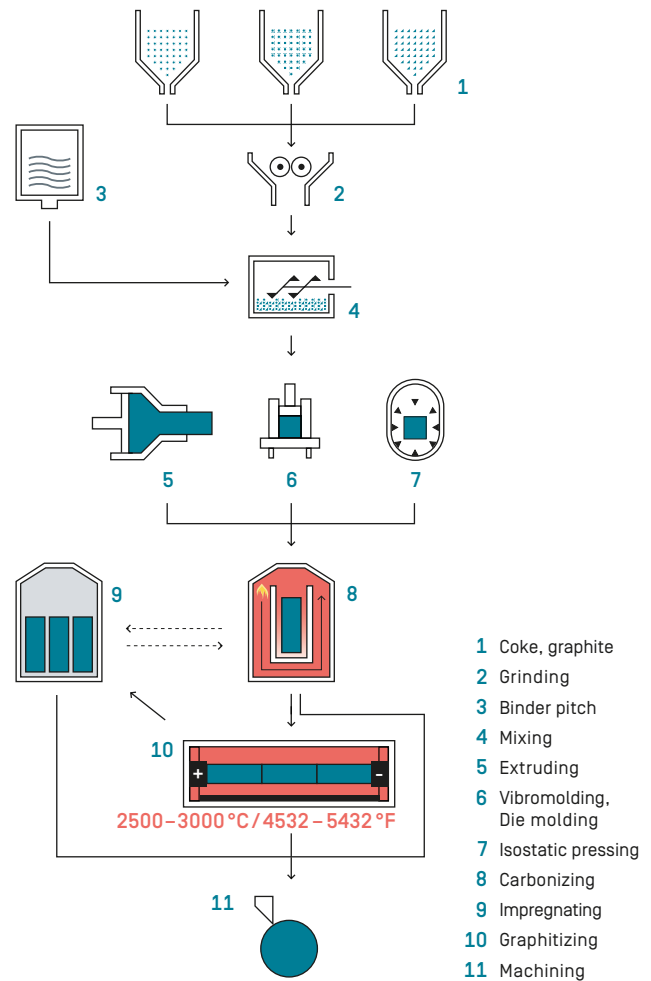 1
3
2
4
5
6
7
9
8
10
+
-
2500–3000 °C / 4532 – 5432 °F
11
1 Coke, graphite
2 Grinding
3 Binder pitch
4 Mixing
5 Extruding
6 Vibromolding,
Die molding
7 Isostatic pressing
8 Carbonizing
9 Impregnating
10 Graphitizing
11 Machining